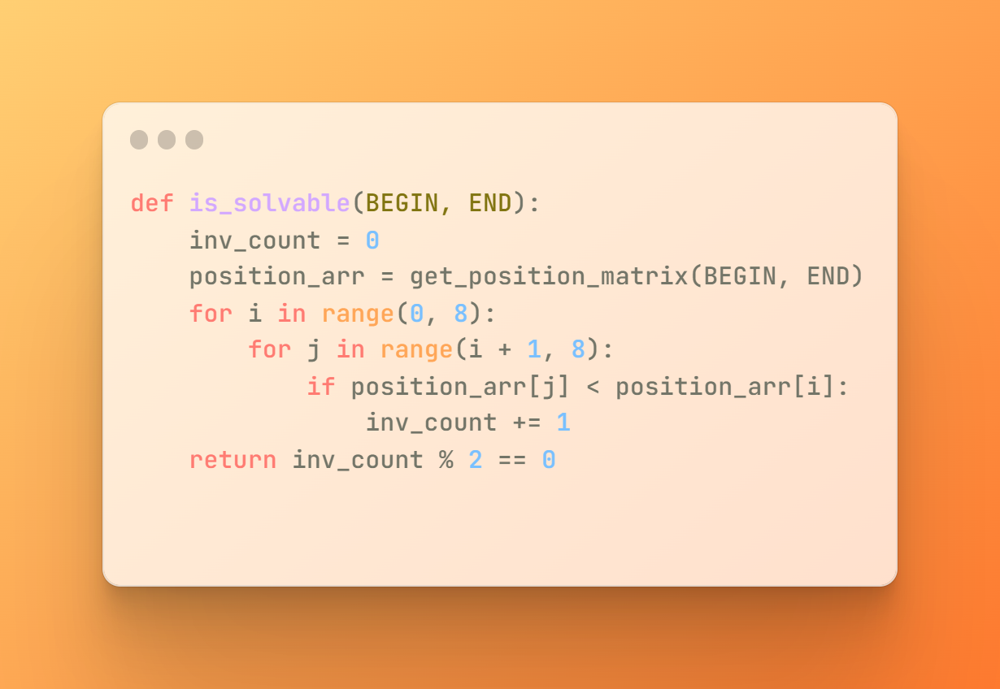 def is_solvable(BEGIN, END):
    inv_count = 0
    position_arr = get_position_matrix(BEGIN, END)
    for i in range(0, 8):
        for j in range(i + 1, 8):
            if position_arr[j] < position_arr[i]:
                inv_count += 1
    return inv_count % 2 == 0